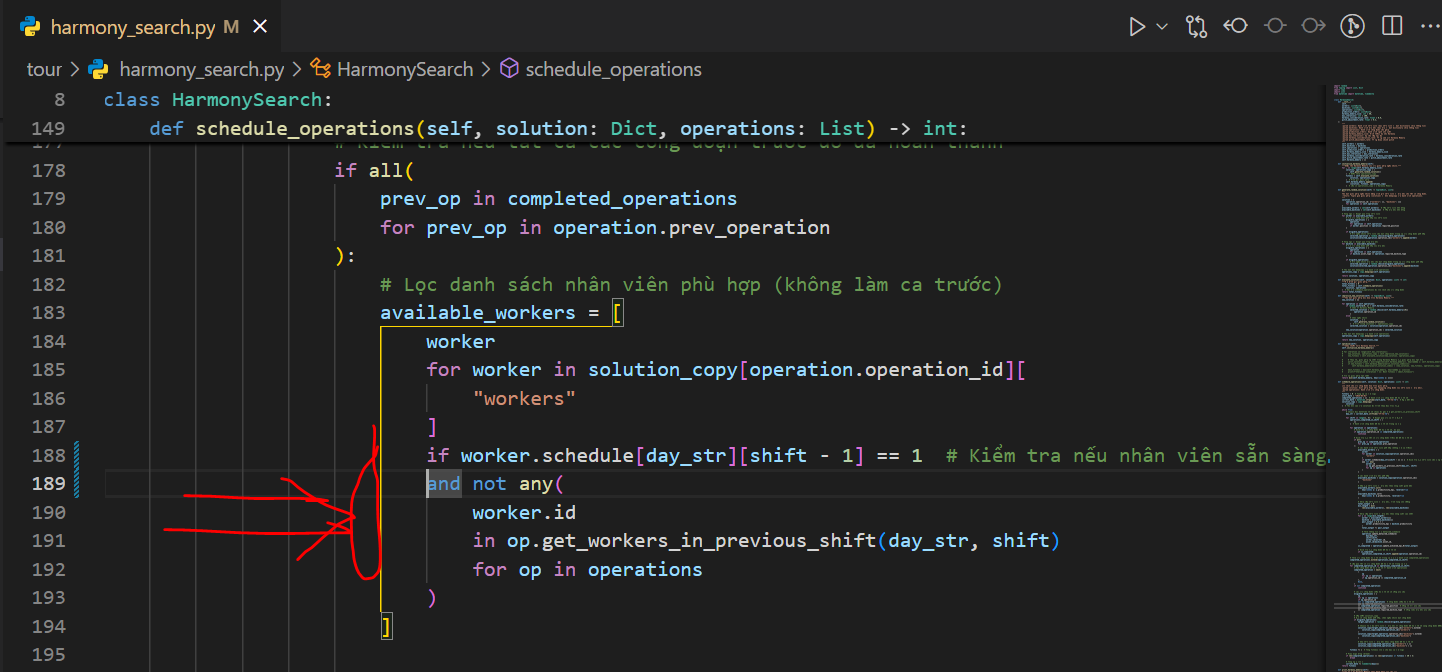 harmony_search.py M
tour > harmony_search.py > HarmonySearch > schedule_operations
8 class HarmonySearch:
149 def schedule_operations(self, solution: Dict, operations: List) -> int:
178 if all(
179 prev_op in completed_operations
180 for prev_op in operation.prev_operation
181 ):
182 # Lọc danh sách nhân viên phù hợp (không làm ca trước)
183 available_workers = [
184 worker
185 for worker in solution_copy[operation.operation_id][
186 "workers"
187 ]
188 if worker.schedule[day_str][shift - 1] == 1 # Kiểm tra nếu nhân viên sẵn sàng
189 and not any(
190 worker.id
191 in op.get_workers_in_previous_shift(day_str, shift)
192 for op in operations
193 )
194 ]
195